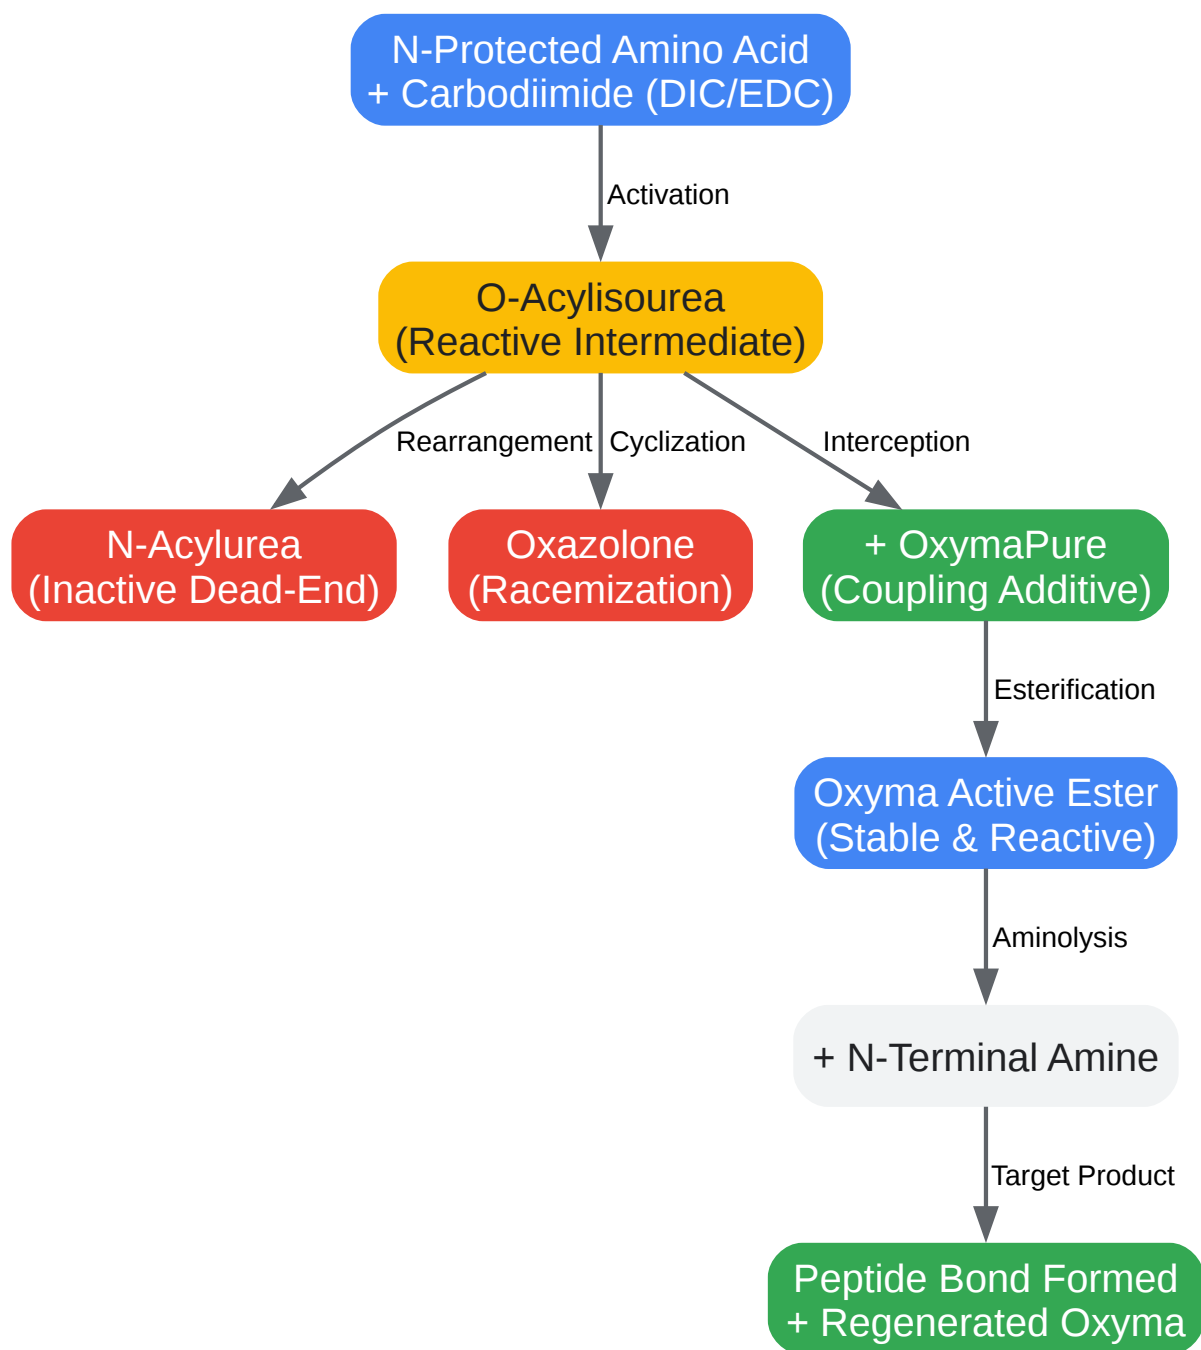 N-Protected Amino Acid
+ Carbodiimide (DIC/EDC)
Activation
O-Acylisourea
(Reactive Intermediate)
Rearrangement
Cyclization
Interception
N-Acylurea
(Inactive Dead-End)
Oxazolone
(Racemization)
+ OxymaPure
(Coupling Additive)
Esterification
Oxyma Active Ester
(Stable & Reactive)
Aminolysis
+ N-Terminal Amine
Target Product
Peptide Bond Formed
+ Regenerated Oxyma